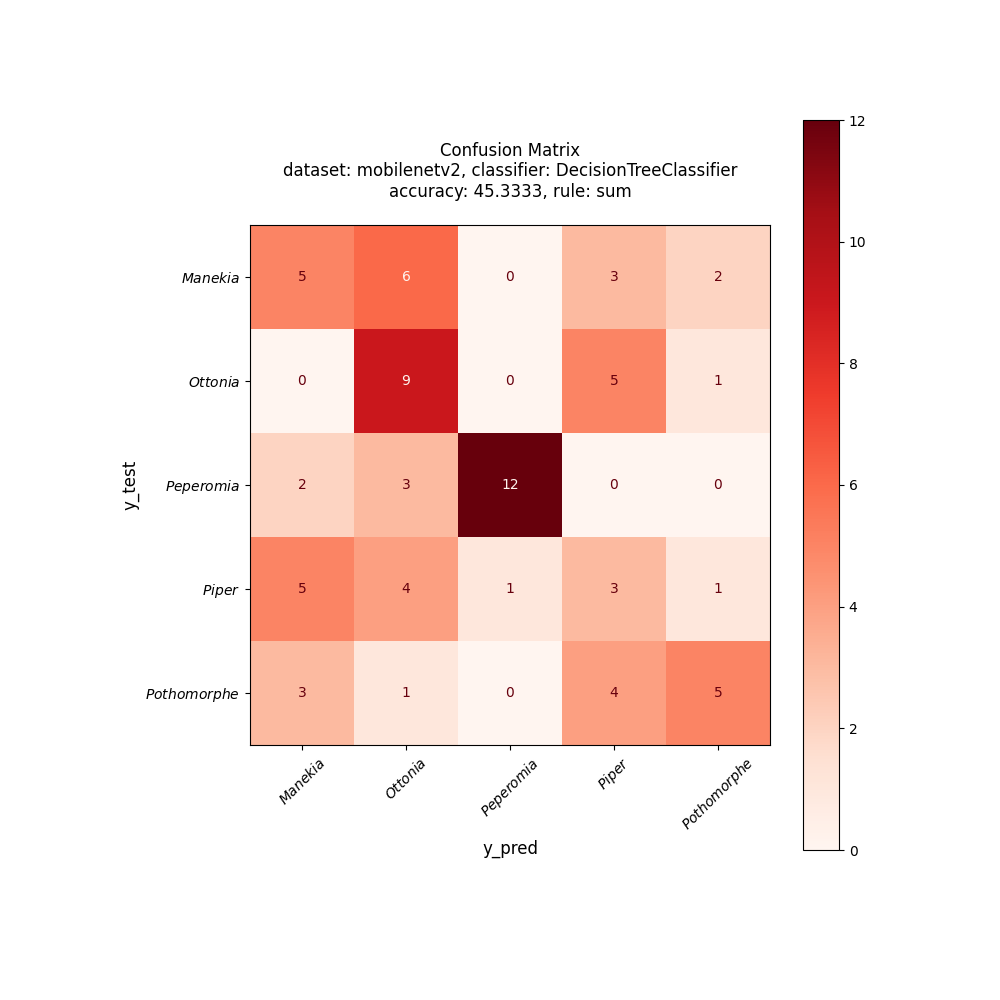 Confusion Matrix
dataset: mobilenetv2, classifier: DecisionTreeClassifier
accuracy: 45.3333, rule: sum
y_test
Manekia 5 6 0 3 2
Ottonia 0 9 0 5 1
Peperomia 2 3 12 0 0
Piper 5 4 1 3 1
Pothomorphe 3 1 0 4 5
Manekia Ottonia Peperomia Piper Pothomorphe
y_pred
12
10
8
6
4
2
0